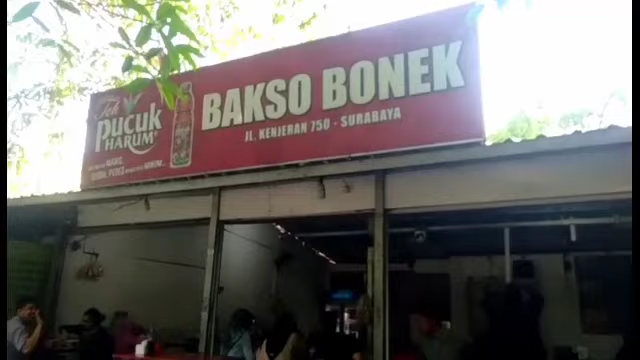 Teh
pucuk
HARUM
BAKSO BONEK
JL. KENJERAN 750 - SURABAYA